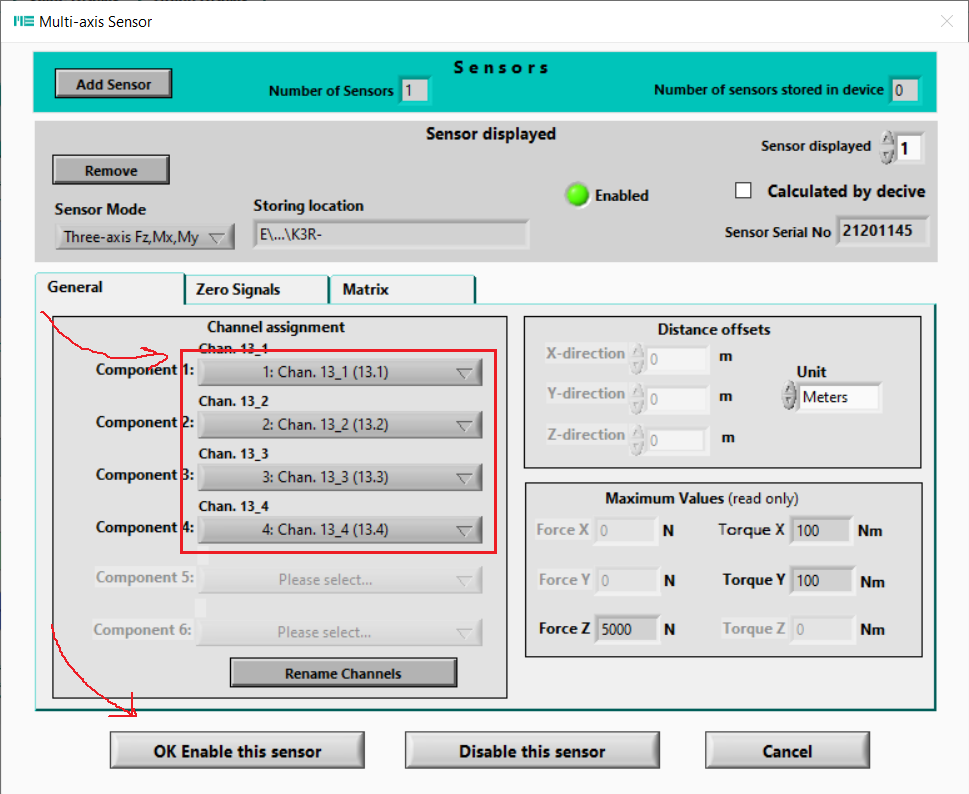 ME Multi-axis Sensor
Sensors
Add Sensor
Number of Sensors 1
Number of sensors stored in device 0
Sensor displayed
Sensor displayed 1
Remove
Enabled
Calculated by decive
Sensor Mode
Storing location
Three-axis Fz,Mx,My
E\...\K3R-
Sensor Serial No 21201145
General
Zero Signals
Matrix
Channel assignment
Chan. 13_1
Component 1: 1: Chan. 13_1 (13.1)
Chan. 13_2
Component 2: 2: Chan. 13_2 (13.2)
Chan. 13_3
Component 3: 3: Chan. 13_3 (13.3)
Chan. 13_4
Component 4: 4: Chan. 13_4 (13.4)
Component 5: Please select...
Component 6: Please select...
Rename Channels
Distance offsets
X-direction 0 m
Y-direction 0 m
Z-direction 0 m
Unit
Meters
Maximum Values (read only)
Force X 0 N Torque X 100 Nm
Force Y 0 N Torque Y 100 Nm
Force Z 5000 N Torque Z 0 Nm
OK Enable this sensor
Disable this sensor
Cancel